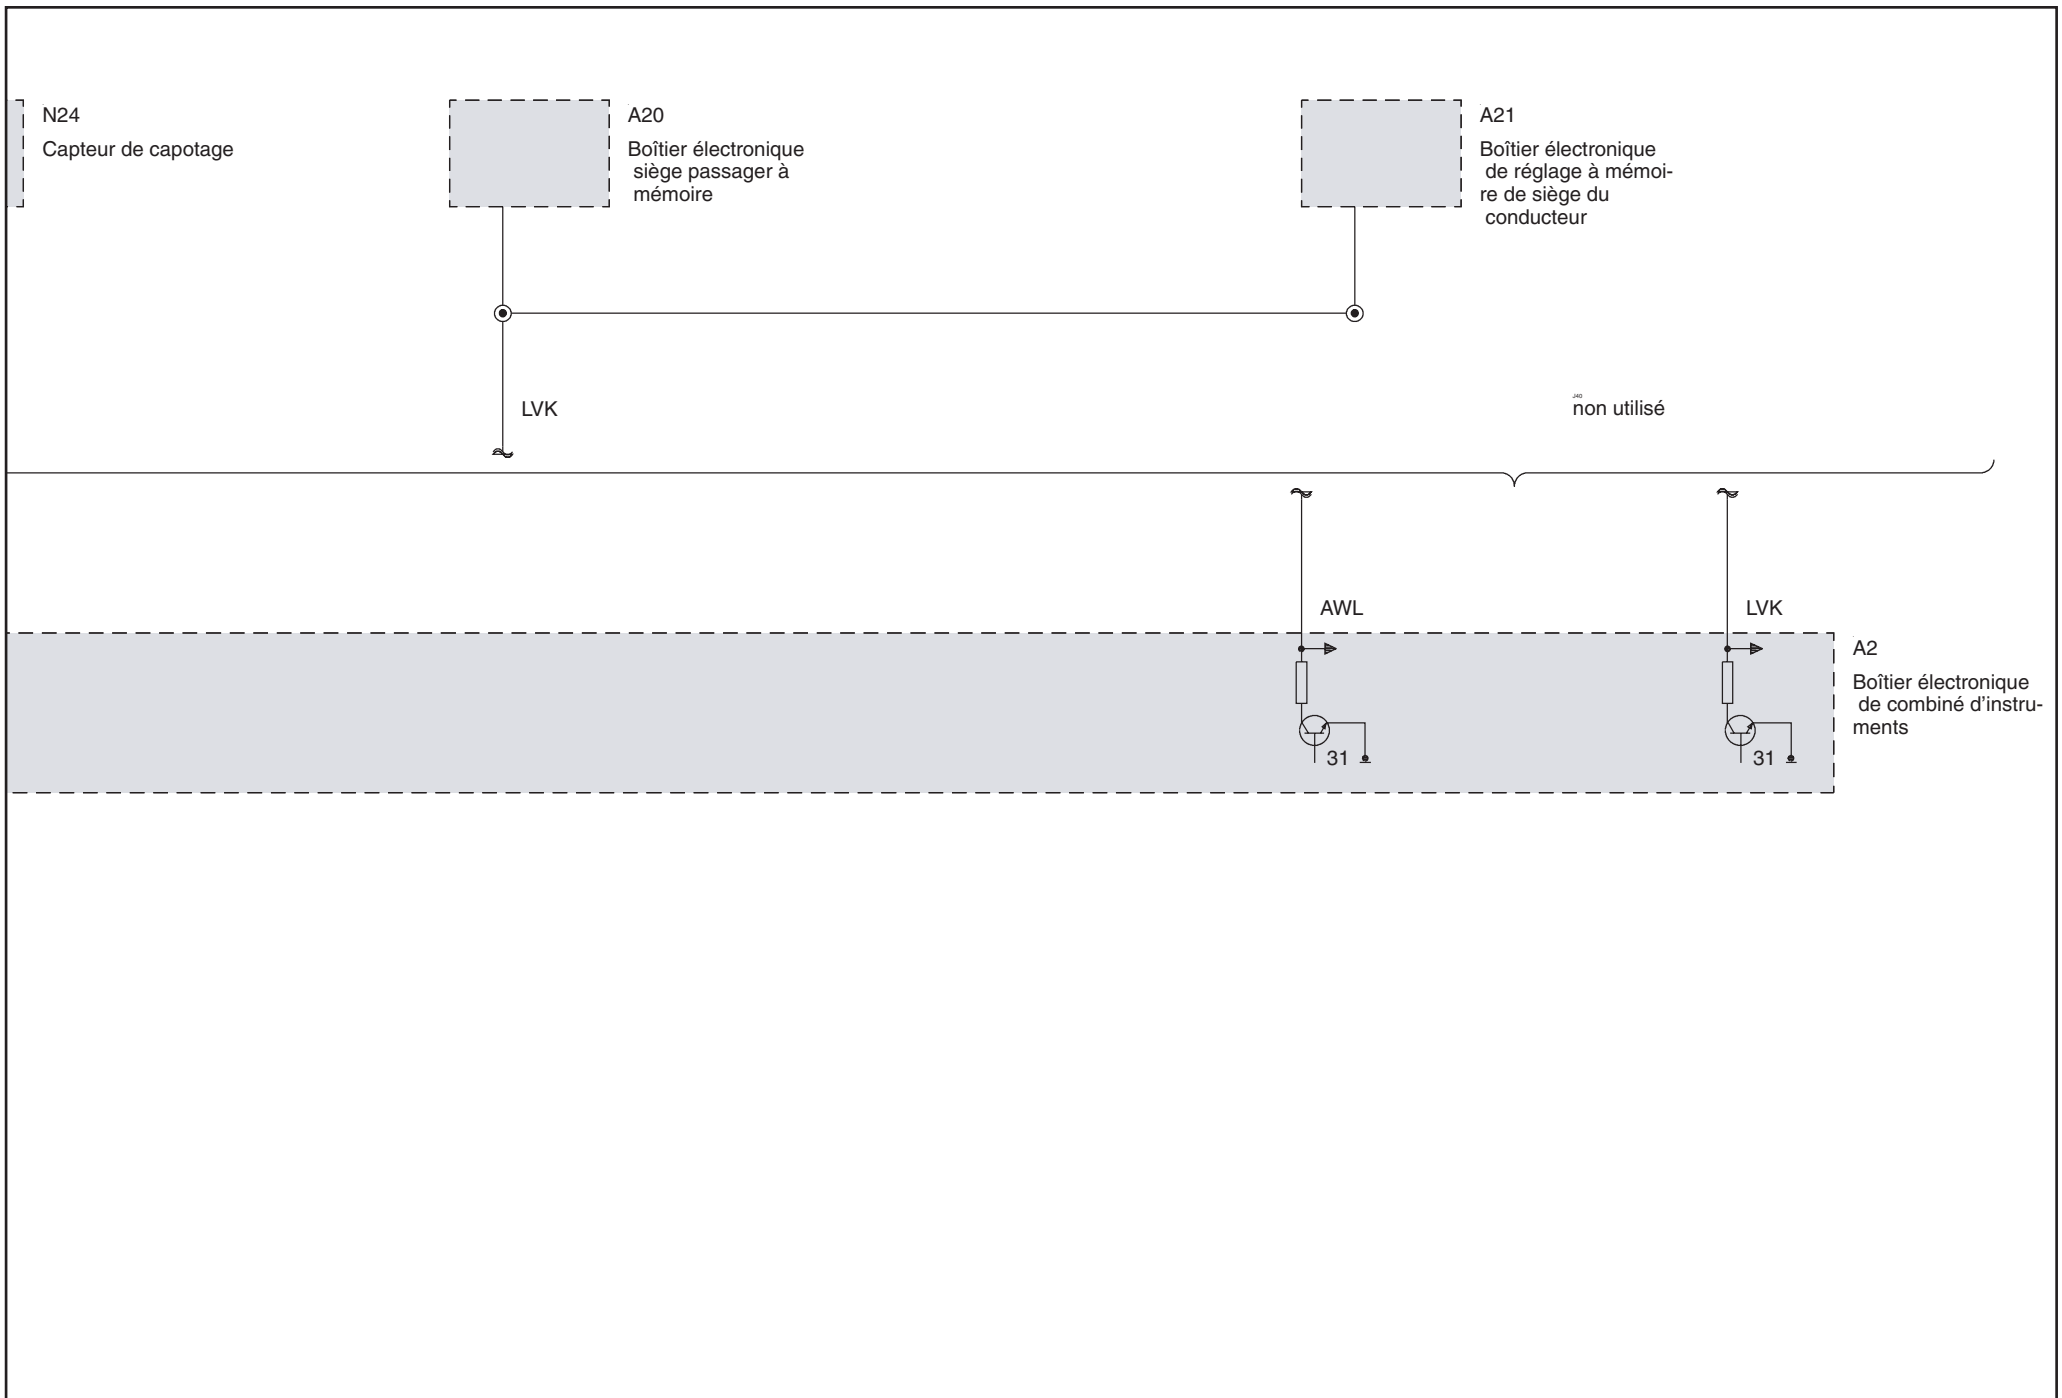 N24
Capteur de capotage
A20
Boîtier électronique
siège passager à
mémoire
A21
Boîtier électronique
de réglage à mémoi-
re de siège du
conducteur
LVK
J40
non utilisé
AWL
LVK
A2
Boîtier électronique
de combiné d'instru-
ments
31
31